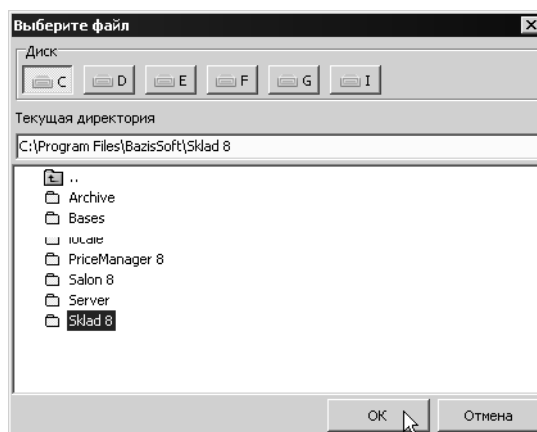 Выберите файл
Диск
C D E F G I
Текущая директория
C:\Program Files\BazisSoft\Sklad 8
..
Archive
Bases
locale
PriceManager 8
Salon 8
Server
Sklad 8
OK Отмена